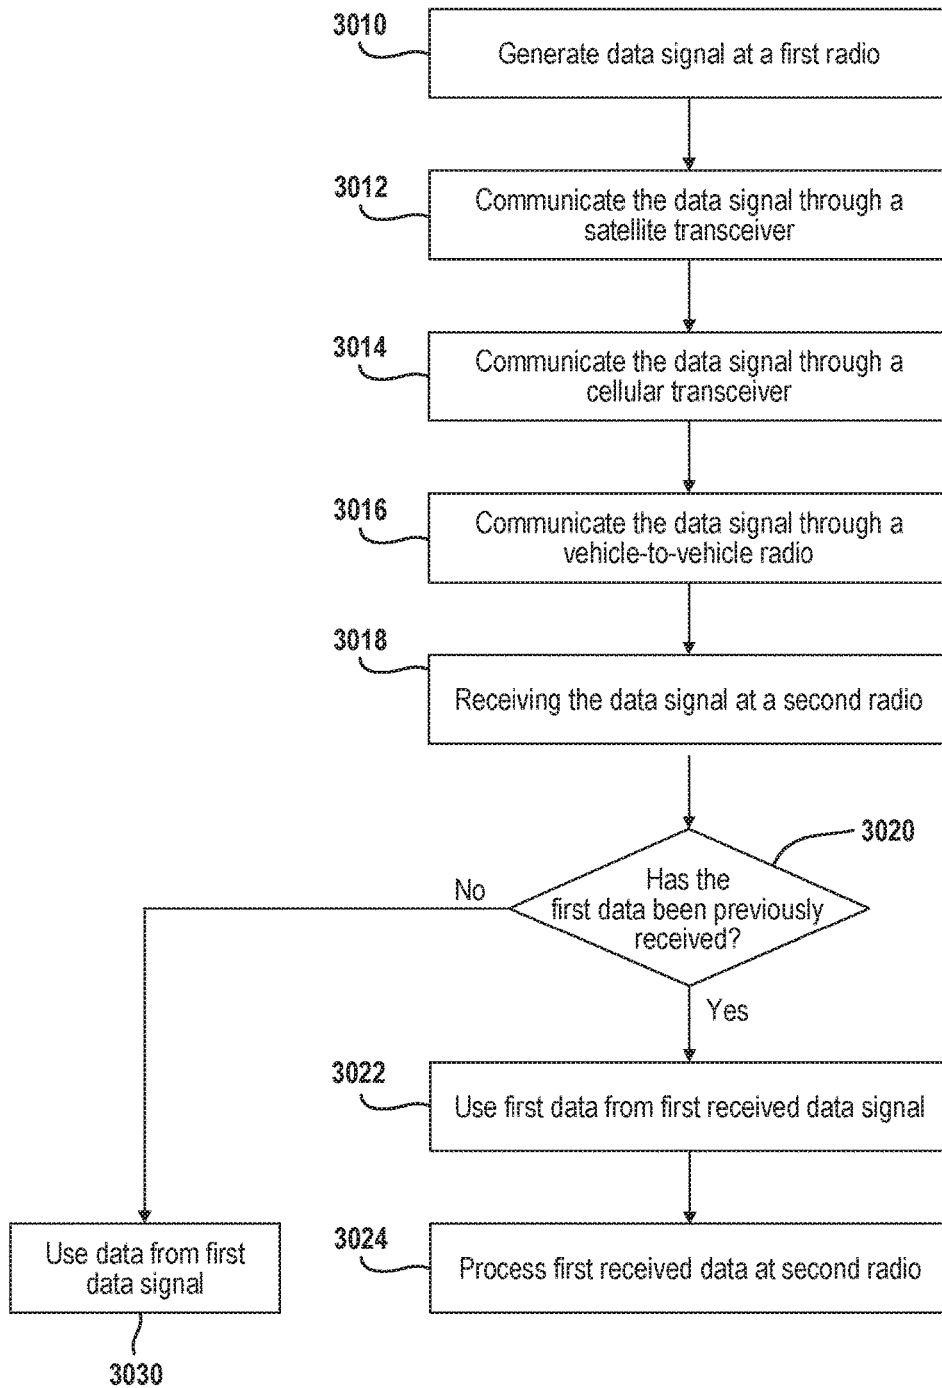 3010
Generate data signal at a first radio
3012
Communicate the data signal through a
satellite transceiver
3014
Communicate the data signal through a
cellular transceiver
3016
Communicate the data signal through a
vehicle-to-vehicle radio
3018
Receiving the data signal at a second radio
3020
Has the
first data been previously
received?
No
Yes
3022
Use first data from first received data signal
3024
Process first received data at second radio
Use data from first
data signal
3030